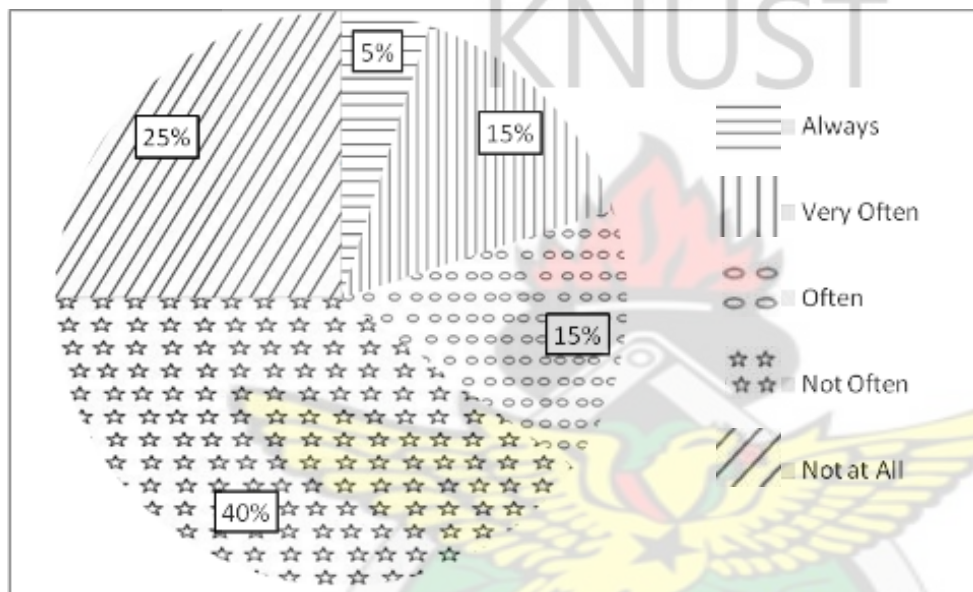 KNUST
5%
25%
15%
Always
Very Often
Often
15%
Not Often
Not at All
40%